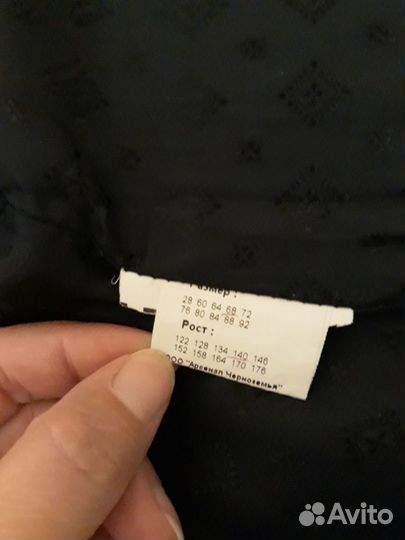 Размер :
28 60 64 68 72
76 80 84 88 92
Рост :
122 128 134 140 146
152 158 164 170 176
ООО "Арсенал Черноземья"
Avito